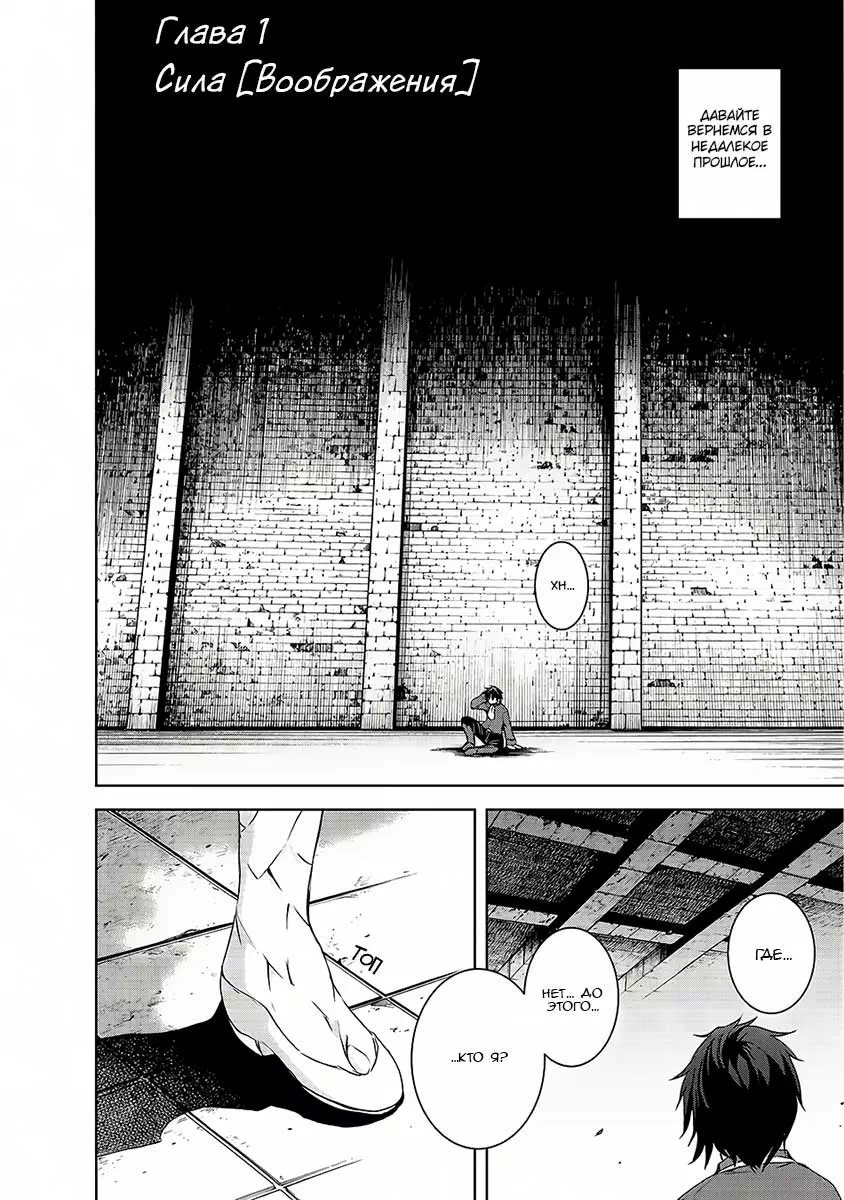 Глава 1
Сила [Воображения]
ДАВАЙТЕ
ВЕРНЕМСЯ В
НЕДАЛЕКОЕ
ПРОШЛОЕ...
ХН...
ГДЕ...
НЕТ... ДО
ЭТОГО...
...КТО Я?
ТОП